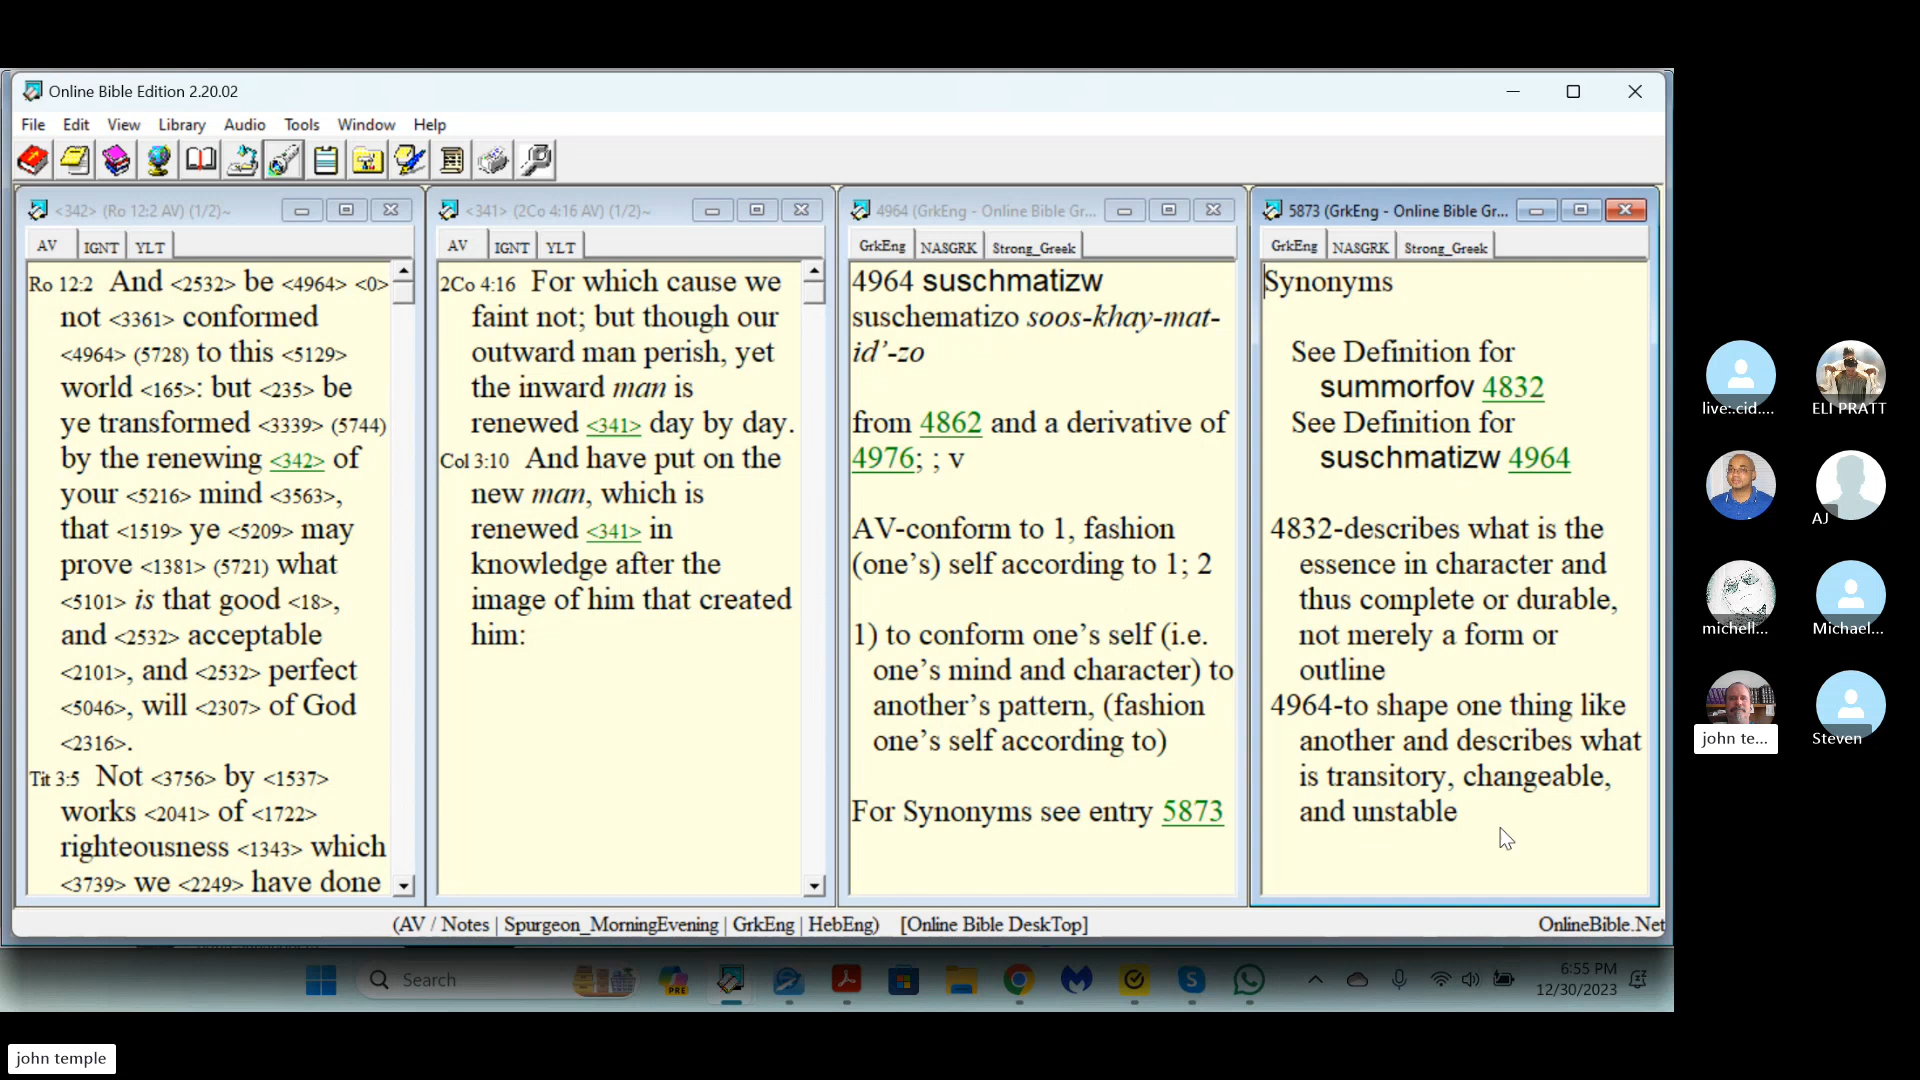 Online Bible Edition 2.20.02
File Edit View Library Audio Tools Window Help
<342> (Ro 12:2 AV) (1/2)~
AV IGNT YLT
Ro 12:2 And <2532> be <4964> <0>
not <3361> conformed
<4964> (5728) to this <5129>
world <165>: but <235> be
ye transformed <3339> (5744)
by the renewing <342> of
your <5216> mind <3563>,
that <1519> ye <5209> may
prove <1381> (5721) what
<5101> is that good <18>,
and <2532> acceptable
<2101>, and <2532> perfect
<5046>, will <2307> of God
<2316>.
Tit 3:5 Not <3756> by <1537>
works <2041> of <1722>
righteousness <1343> which
<3739> we <2249> have done
<341> (2Co 4:16 AV) (1/2)~
AV IGNT YLT
2Co 4:16 For which cause we
faint not; but though our
outward man perish, yet
the inward man is
renewed <341> day by day.
Col 3:10 And have put on the
new man, which is
renewed <341> in
knowledge after the
image of him that created
him:
4964 (GrkEng - Online Bible Gr...
GrkEng NASGRK Strong_Greek
4964 suschmatizw
suschematizo soos-khay-mat-
id’-zo
from 4862 and a derivative of
4976; ; v
AV-conform to 1, fashion
(one’s) self according to 1; 2
1) to conform one’s self (i.e.
one’s mind and character) to
another’s pattern, (fashion
one’s self according to)
For Synonyms see entry 5873
5873 (GrkEng - Online Bible Gr...
GrkEng NASGRK Strong_Greek
Synonyms
See Definition for
summorfov 4832
See Definition for
suschmatizw 4964
4832-describes what is the
essence in character and
thus complete or durable,
not merely a form or
outline
4964-to shape one thing like
another and describes what
is transitory, changeable,
and unstable
(AV / Notes | Spurgeon_MorningEvening | GrkEng | HebEng) [Online Bible DeskTop]
OnlineBible.Net
Search
PRE
6:55 PM
12/30/2023
live:.cid....
ELI PRATT
AJ
michell...
Michael...
john te...
Steven
john temple